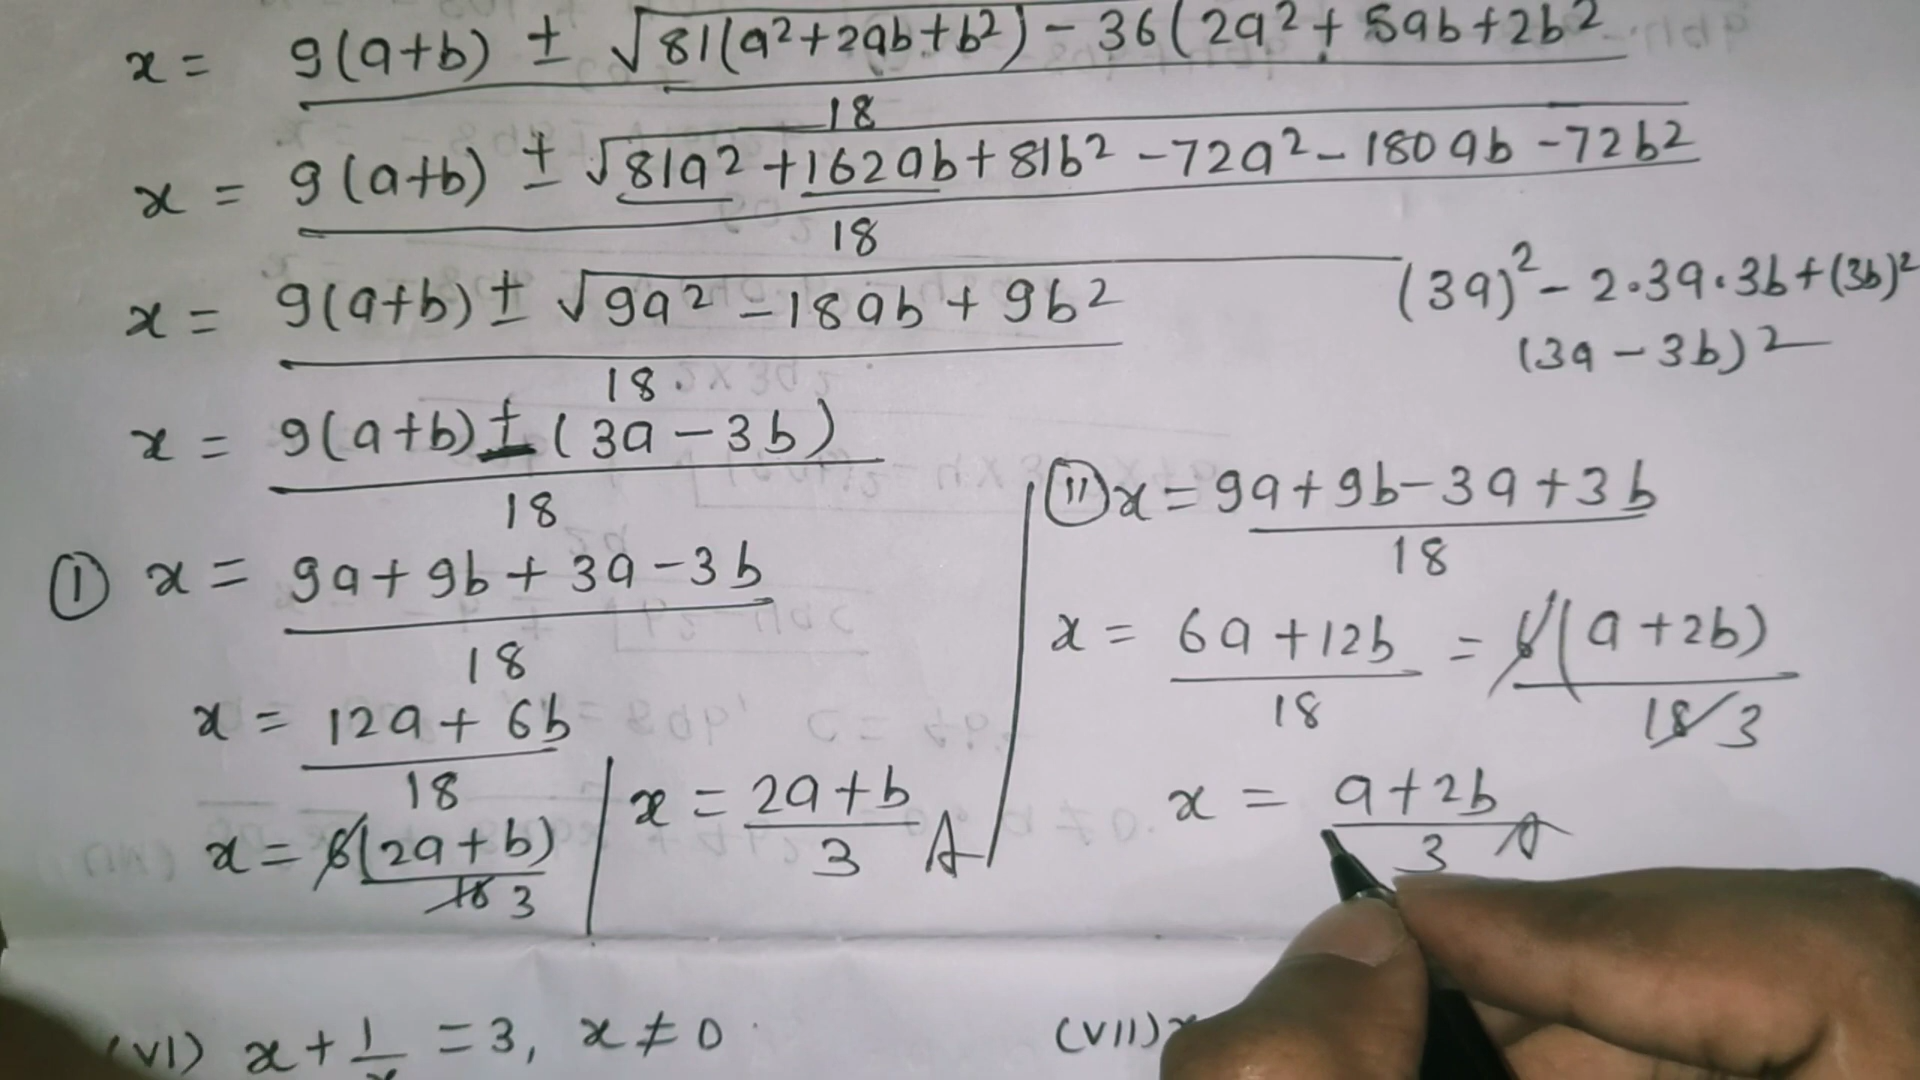 x = 9(a+b) ± √81(a²+2ab+b²) – 36(2a²+5ab+2b²
18
x = 9(a+b) ± √81a²+162ab+81b²–72a²–180ab–72b²
18
x = 9(a+b) ± √9a²–18ab+9b²
18
(3a)²–2·3a·3b+(3b)²
(3a–3b)²
x = 9(a+b) ± (3a–3b)
18
(I) x = 9a+9b+3a–3b
18
x = 12a+6b
18
x = 6(2a+b)
18 3
x = 2a+b
3 A
(II) x = 9a+9b–3a+3b
18
x = 6a+12b = 6(a+2b)
18 18 3
x = a+2b
3 A
(VI) x + 1/x = 3, x ≠ 0
(VII) x